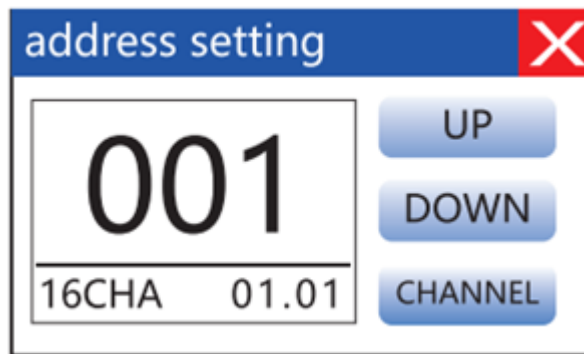 address setting X
001
16CHA 01.01
UP
DOWN
CHANNEL